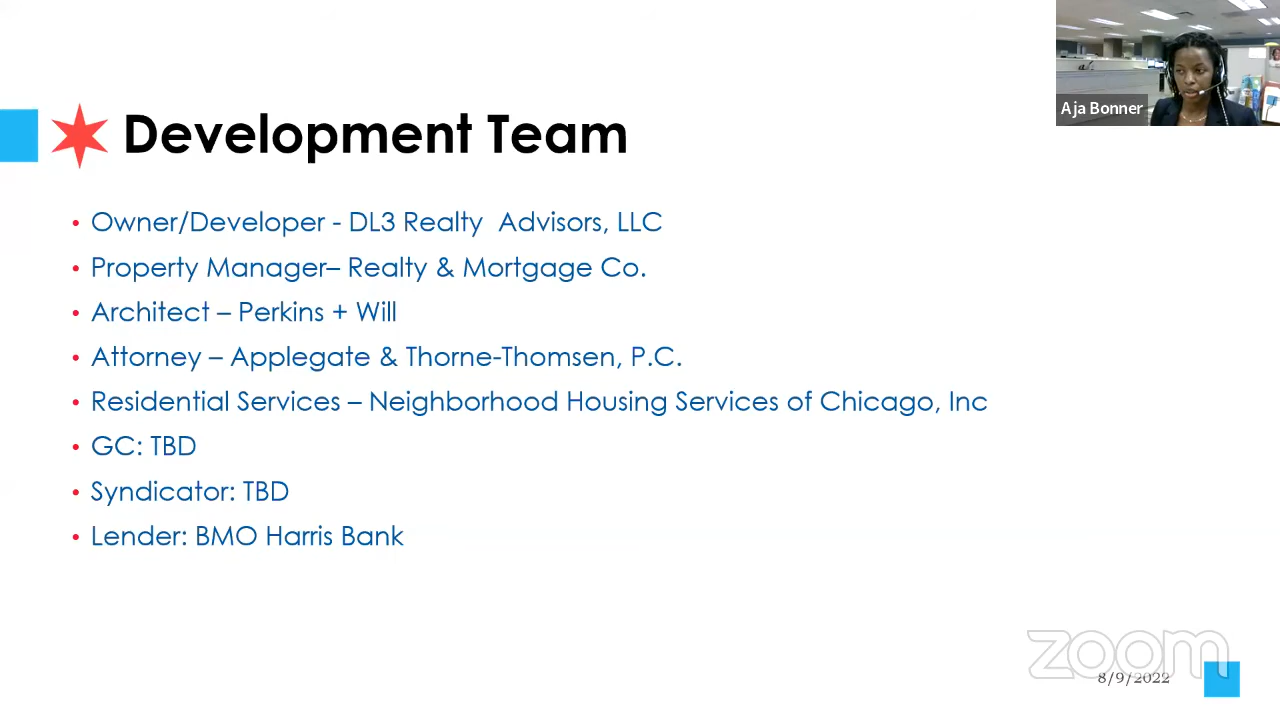 Aja Bonner
Development Team
• Owner/Developer - DL3 Realty  Advisors, LLC
• Property Manager– Realty & Mortgage Co.
• Architect – Perkins + Will
• Attorney – Applegate & Thorne-Thomsen, P.C.
• Residential Services – Neighborhood Housing Services of Chicago, Inc
• GC: TBD
• Syndicator: TBD
• Lender: BMO Harris Bank
zoom
8/9/2022